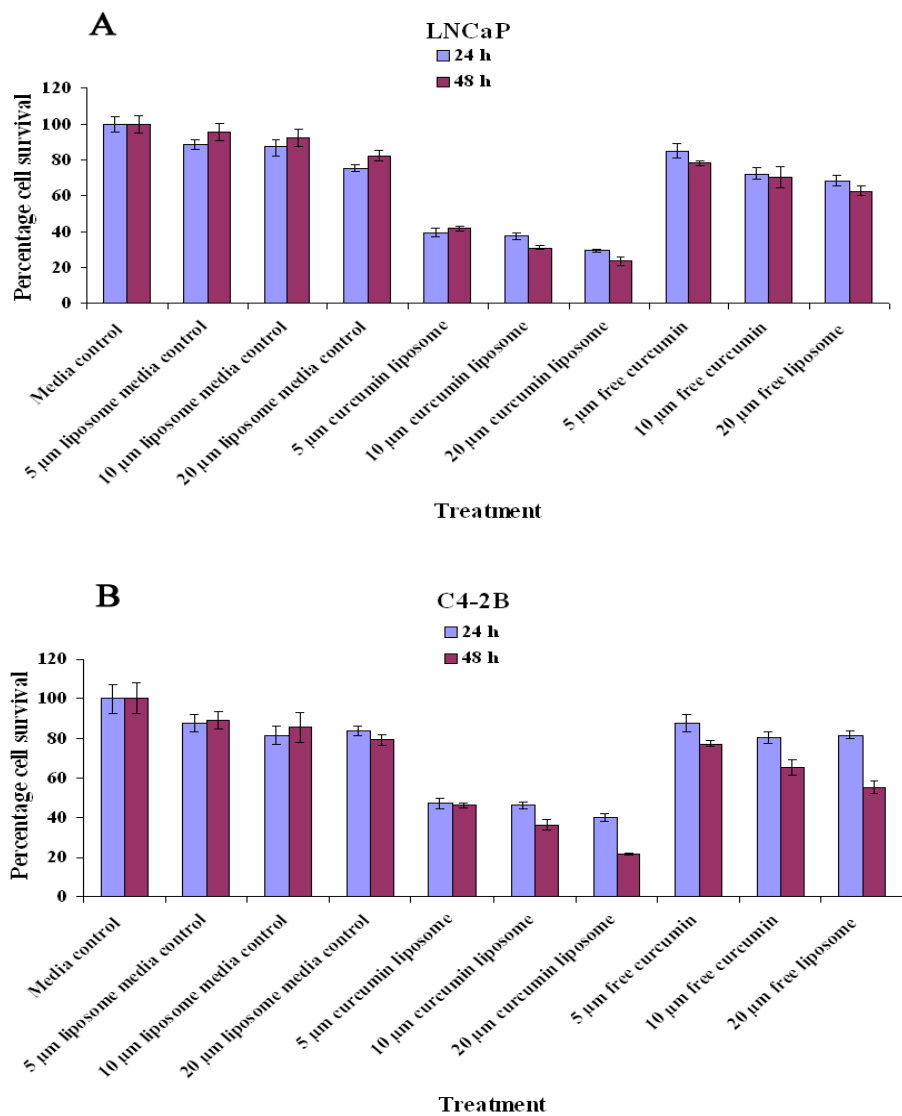 A
LNCaP
24 h
48 h
Percentage cell survival
120
100
80
60
40
20
0
Media control
5 µm liposome media control
10 µm liposome media control
20 µm liposome media control
5 µm curcumin liposome
10 µm curcumin liposome
20 µm curcumin liposome
5 µm free curcumin
10 µm free curcumin
20 µm free liposome
Treatment
B
C4-2B
24 h
48 h
Percentage cell survival
120
100
80
60
40
20
0
Media control
5 µm liposome media control
10 µm liposome media control
20 µm liposome media control
5 µm curcumin liposome
10 µm curcumin liposome
20 µm curcumin liposome
5 µm free curcumin
10 µm free curcumin
20 µm free liposome
Treatment